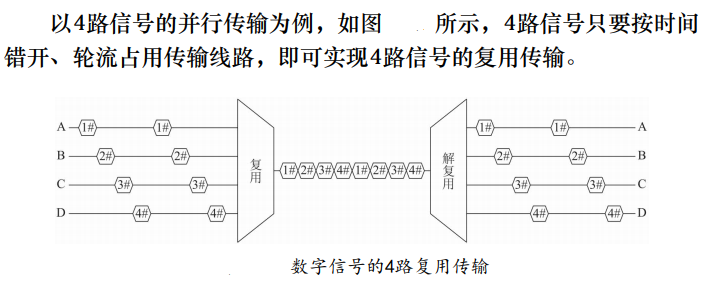 以4路信号的并行传输为例，如图 所示，4路信号只要按时间
错开、轮流占用传输线路，即可实现4路信号的复用传输。
A 1# 1# 1# 1# A
B 2# 2# 2# 2# B
复用 1# 2# 3# 4# 1# 2# 3# 4# 解复用
C 3# 3# 3# 3# C
D 4# 4# 4# 4# D
数字信号的4路复用传输